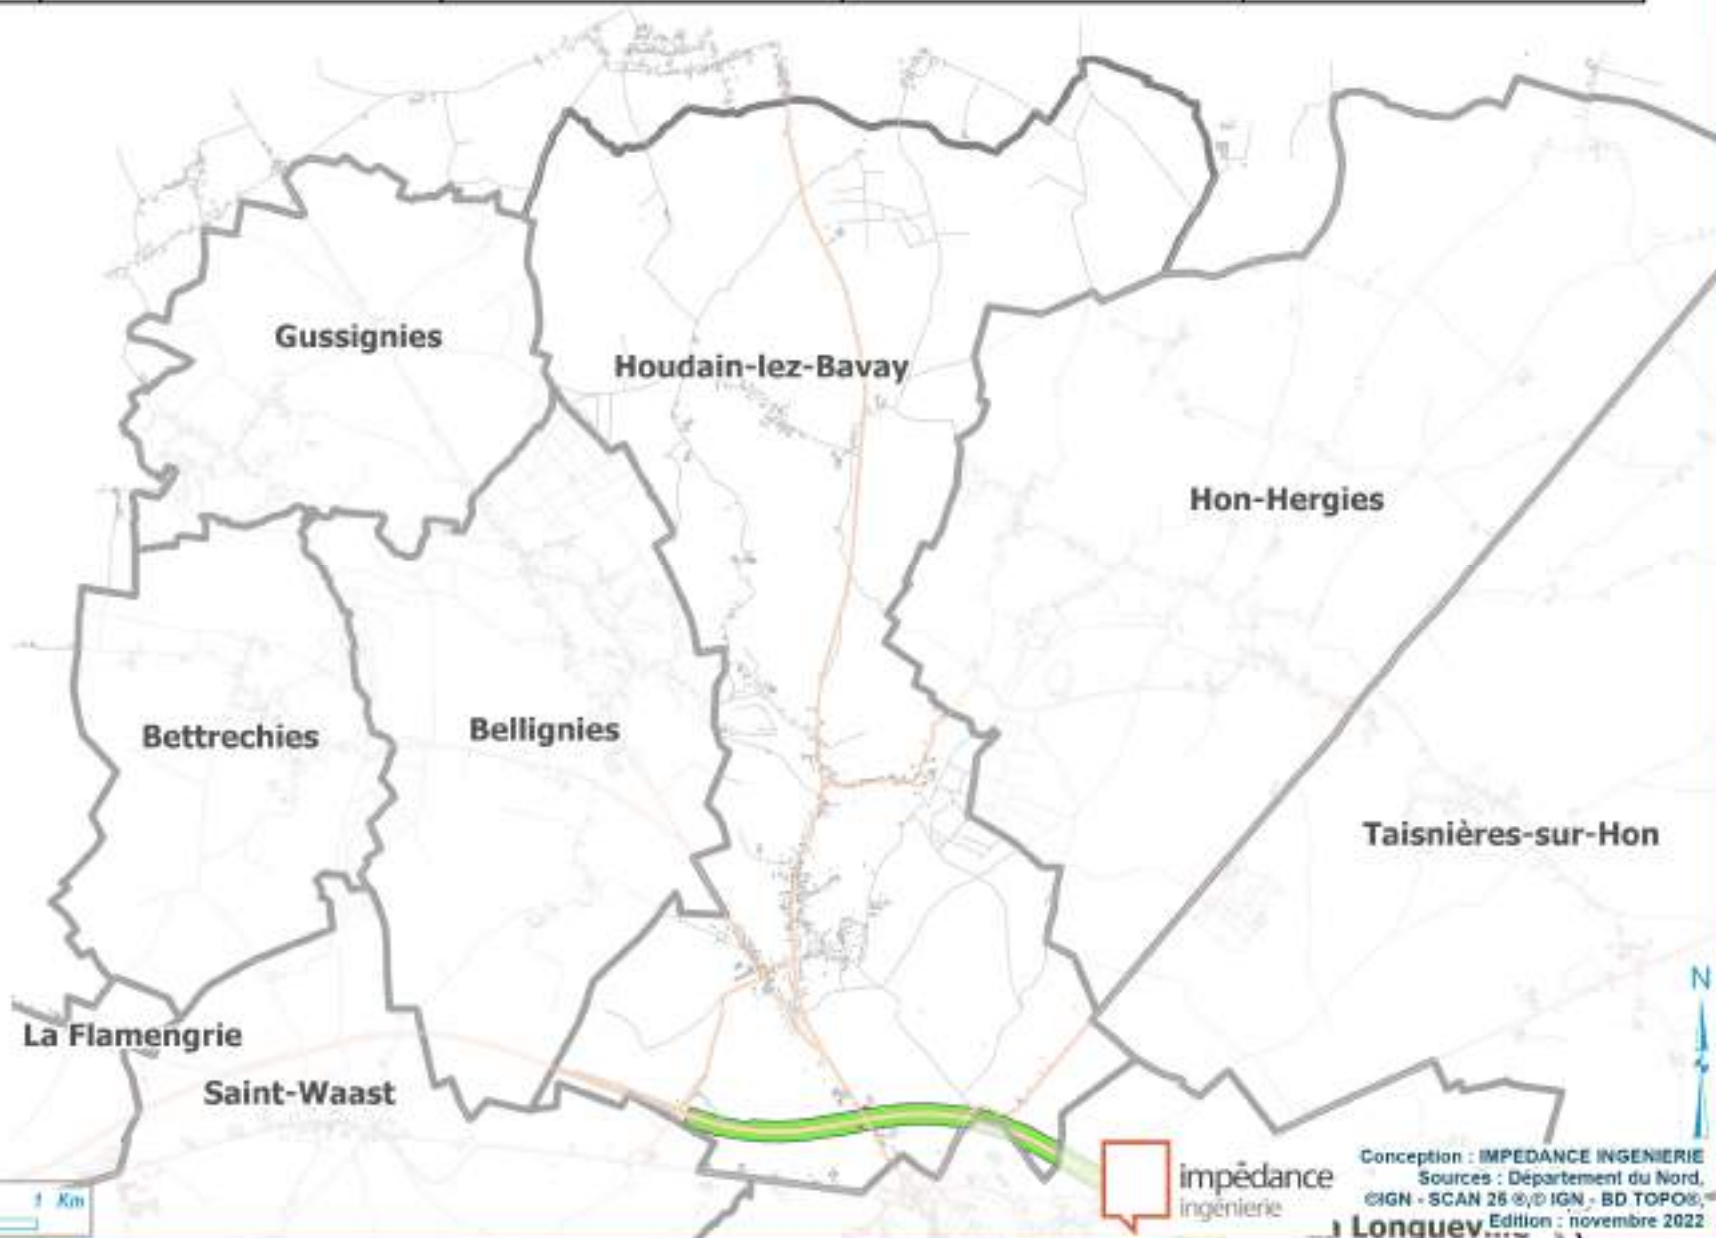 Gussignies
Houdain-lez-Bavay
Hon-Hergies
Bettrechies
Bellignies
Taisnières-sur-Hon
N
La Flamengrie
Saint-Waast
impédance
ingénierie
Conception : IMPEDANCE INGENIERIE
Sources : Département du Nord,
©IGN - SCAN 25 ®,© IGN - BD TOPO®,
Edition : novembre 2022
1 Km